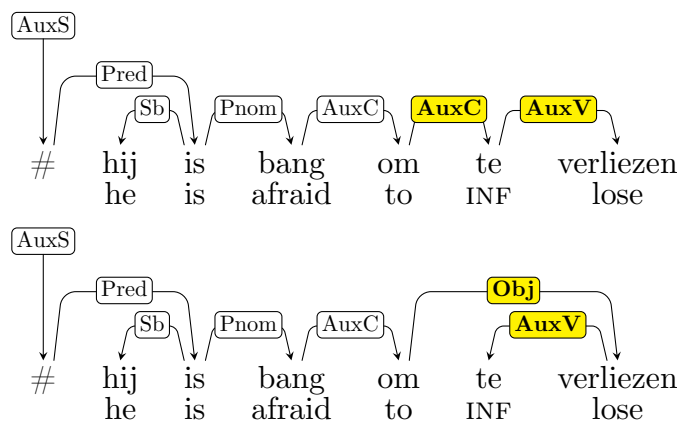 AuxS
Pred
Sb Pnom AuxC AuxC AuxV
# hij is bang om te verliezen
he is afraid to INF lose
AuxS
Pred Obj
Sb Pnom AuxC AuxV
# hij is bang om te verliezen
he is afraid to INF lose